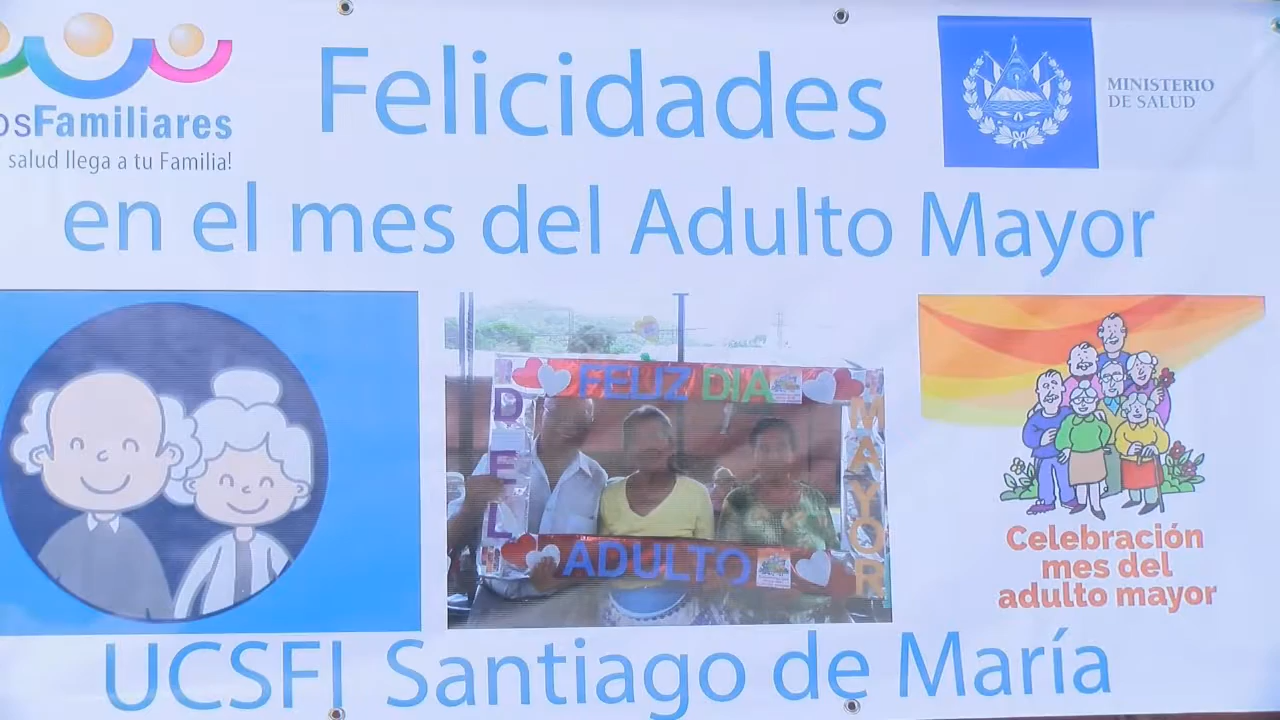 Felicidades
MINISTERIO
DE SALUD
osFamiliares
salud llega a tu Familia!
en el mes del Adulto Mayor
FELIZ DIA
DEL
ADULTO
MAYOR
Celebración
mes del
adulto mayor
UCSFI Santiago de María